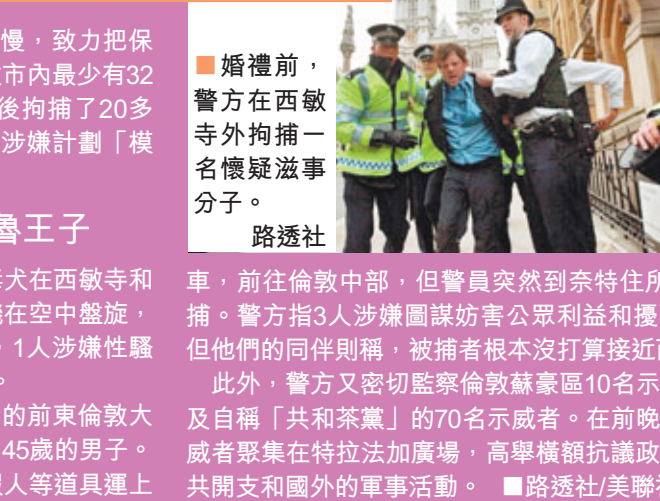 慢，致力把保
市內最少有32
後拘捕了20多
涉嫌計劃「模
魯王子
犬在西敏寺和
在空中盤旋，
1人涉嫌性騷
。
的前東倫敦大
45歲的男子。
人等道具運上
■婚禮前，
警方在西敏
寺外拘捕一
名懷疑滋事
分子。
路透社
車，前往倫敦中部，但警員突然到奈特住所
捕。警方指3人涉嫌圖謀妨害公眾利益和擾
但他們的同伴則稱，被捕者根本沒打算接近
此外，警方又密切監察倫敦蘇豪區10名示
及自稱「共和茶黨」的70名示威者。在前晚
威者聚集在特拉法加廣場，高舉橫額抗議政
共開支和國外的軍事活動。 ■路透社/美聯社